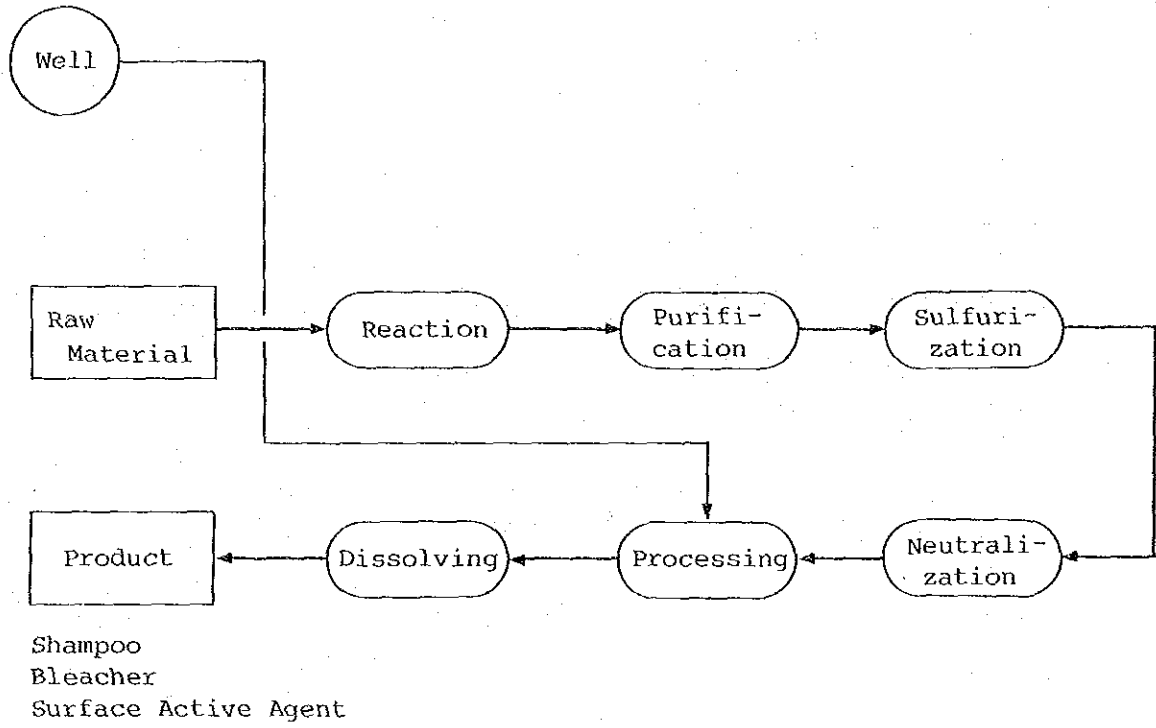 Well
Raw
Material
Reaction
Purifi-
cation
Sulfuri-
zation
Product
Dissolving
Processing
Neutrali-
zation
Shampoo
Bleacher
Surface Active Agent